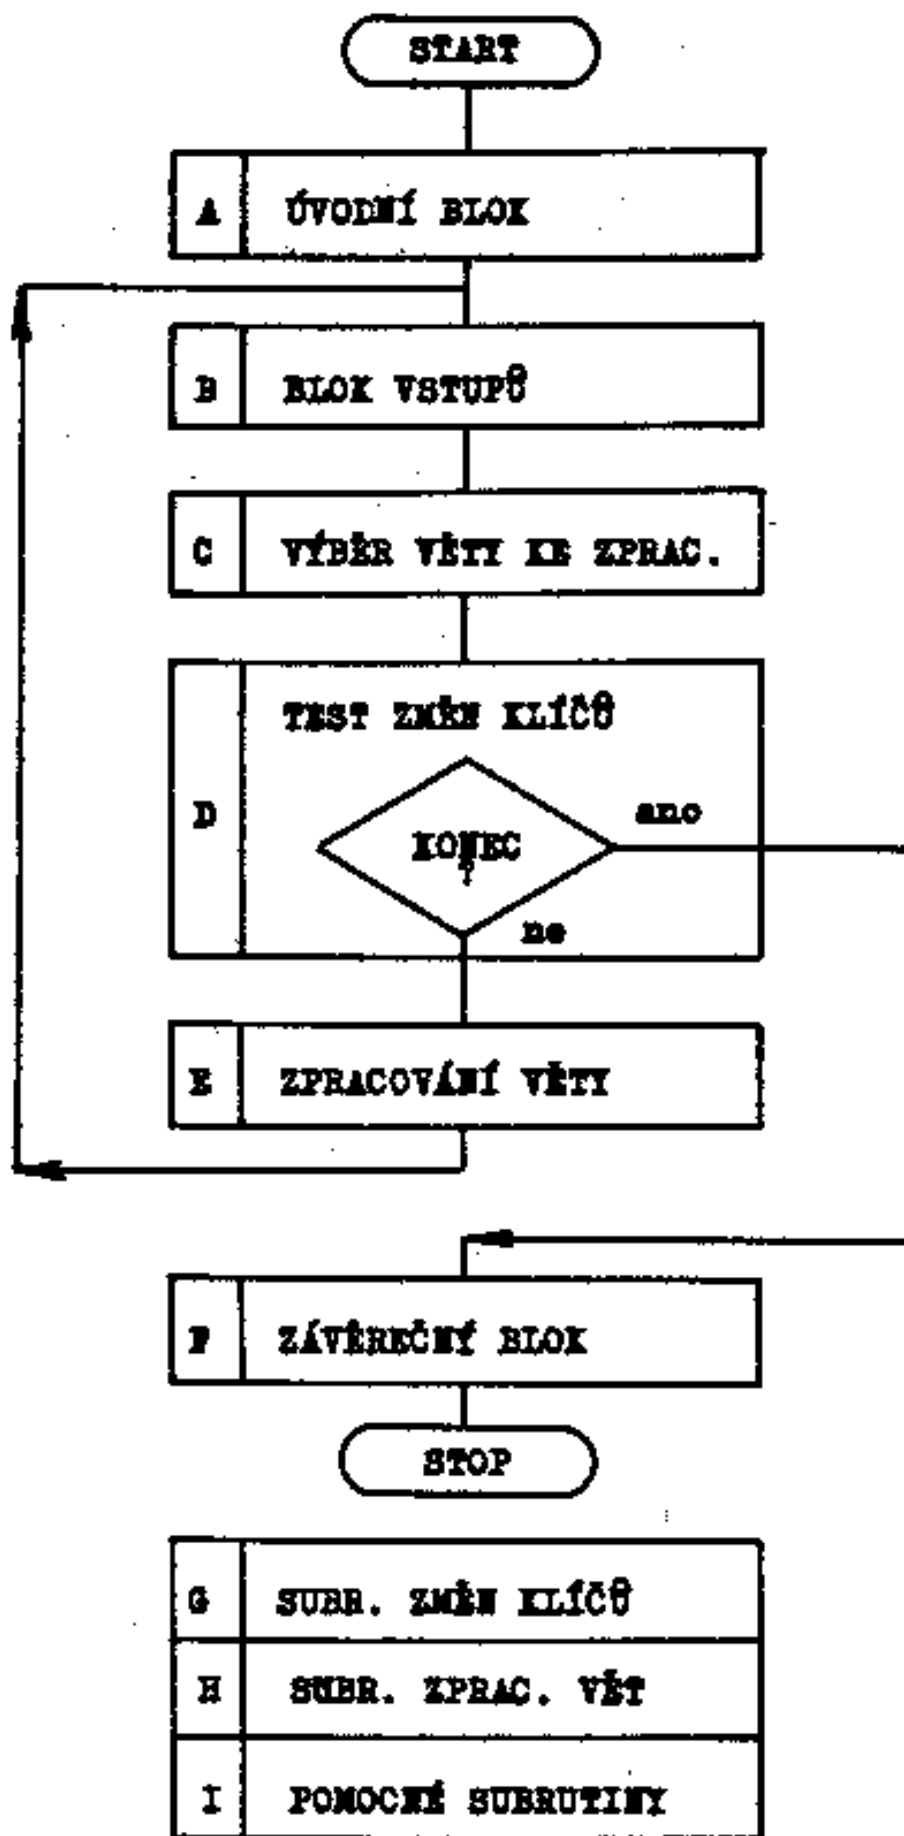 START
A ÚVODNÍ BLOK
B BLOK VSTUPŮ
C VÝBĚR VĚTY KE ZPRAC.
TEST ZMĚN KLÍČŮ
D
ano
KONEC
?
ne
E ZPRACOVÁNÍ VĚTY
F ZÁVĚREČNÝ BLOK
STOP
G SUBR. ZMĚN KLÍČŮ
H SUBR. ZPRAC. VĚT
I POMOCNÉ SUBRUTINY